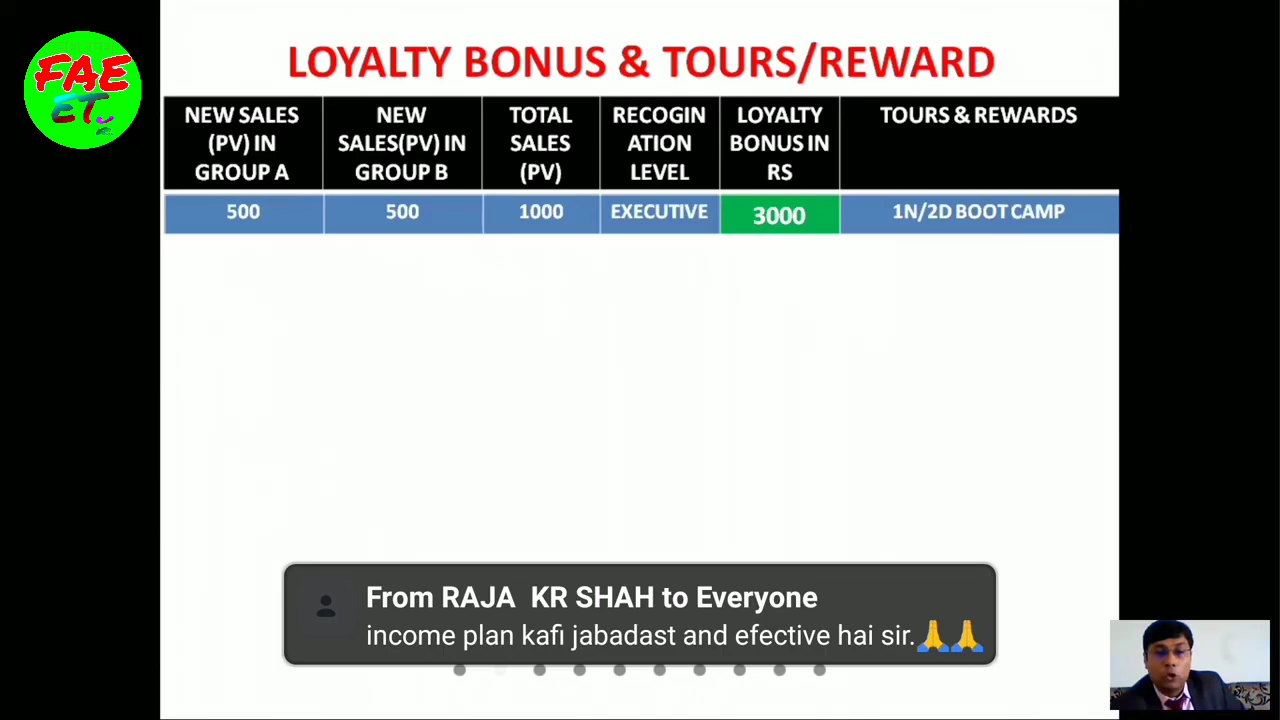 FAE
ET
LOYALTY BONUS & TOURS/REWARD
NEW SALES (PV) IN GROUP A
NEW SALES(PV) IN GROUP B
TOTAL SALES (PV)
RECOGIN ATION LEVEL
LOYALTY BONUS IN RS
TOURS & REWARDS
500
500
1000
EXECUTIVE
3000
1N/2D BOOT CAMP
From RAJA KR SHAH to Everyone
income plan kafi jabadast and efective hai sir.🙏🙏